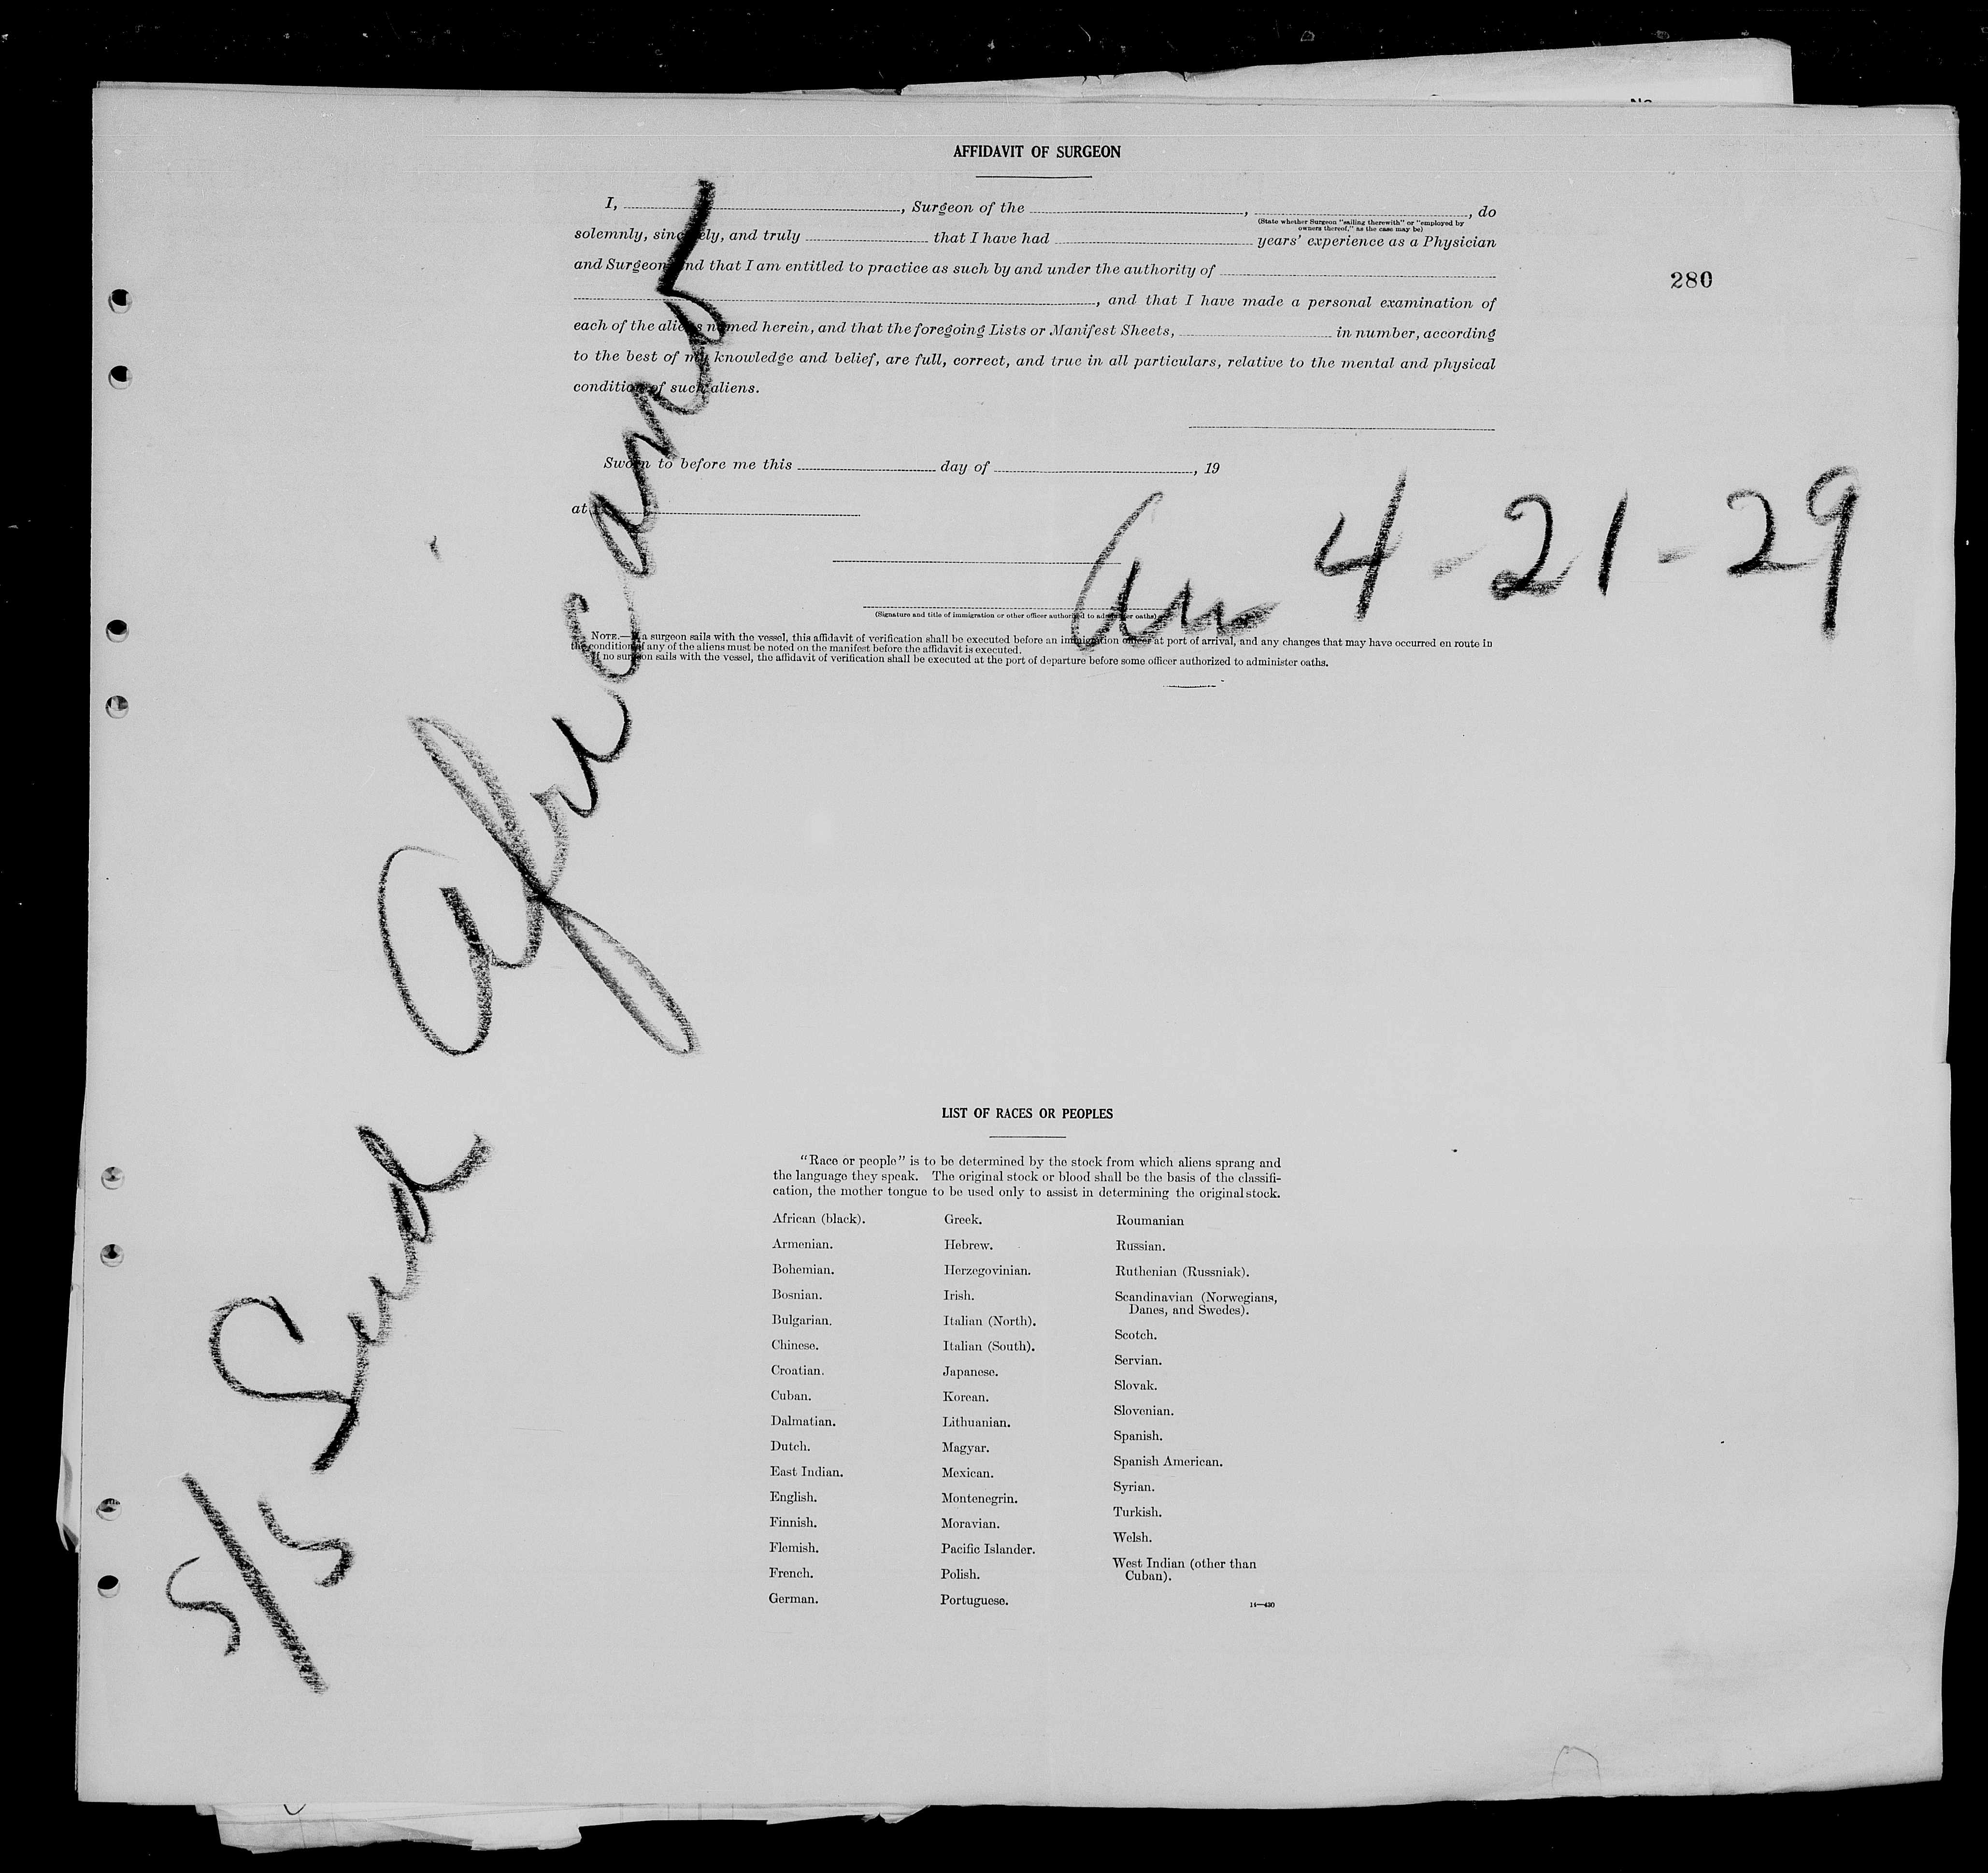 AFFIDAVIT OF SURGEON
I, , Surgeon of the , , do
(State whether Surgeon "sailing therewith" or "employed by
owners thereof," as the case may be)
solemnly, sincerely, and truly that I have had years' experience as a Physician
and Surgeon and that I am entitled to practice as such by and under the authority of
280
, and that I have made a personal examination of
each of the aliens named herein, and that the foregoing Lists or Manifest Sheets, in number, according
to the best of my knowledge and belief, are full, correct, and true in all particulars, relative to the mental and physical
condition of such aliens.
Sworn to before me this day of , 19
at
Arr 4-21-29
(Signature and title of immigration or other officer authorized to administer oaths)
NOTE.—If a surgeon sails with the vessel, this affidavit of verification shall be executed before an immigration officer at port of arrival, and any changes that may have occurred en route in
the condition of any of the aliens must be noted on the manifest before the affidavit is executed.
If no surgeon sails with the vessel, the affidavit of verification shall be executed at the port of departure before some officer authorized to administer oaths.
S/S Sud Africano
LIST OF RACES OR PEOPLES
"Race or people" is to be determined by the stock from which aliens sprang and
the language they speak. The original stock or blood shall be the basis of the classifi-
cation, the mother tongue to be used only to assist in determining the original stock.
African (black).
Armenian.
Bohemian.
Bosnian.
Bulgarian.
Chinese.
Croatian.
Cuban.
Dalmatian.
Dutch.
East Indian.
English.
Finnish.
Flemish.
French.
German.
Greek.
Hebrew.
Herzegovinian.
Irish.
Italian (North).
Italian (South).
Japanese.
Korean.
Lithuanian.
Magyar.
Mexican.
Montenegrin.
Moravian.
Pacific Islander.
Polish.
Portuguese.
Roumanian
Russian.
Ruthenian (Russniak).
Scandinavian (Norwegians,
Danes, and Swedes).
Scotch.
Servian.
Slovak.
Slovenian.
Spanish.
Spanish American.
Syrian.
Turkish.
Welsh.
West Indian (other than
Cuban).
14—430